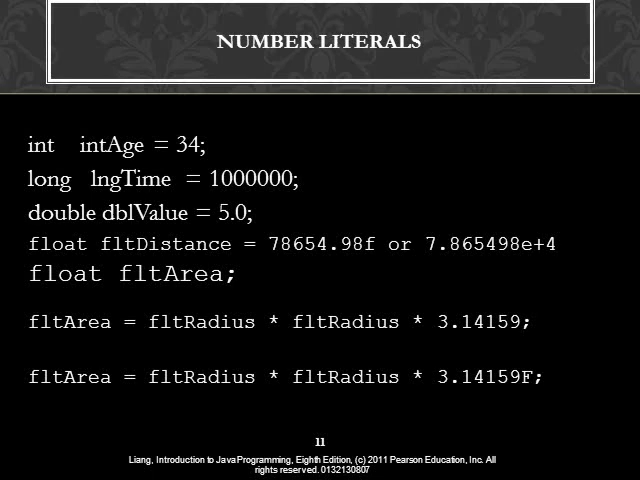 NUMBER LITERALS
int intAge = 34;
long lngTime = 1000000;
double dblValue = 5.0;
float fltDistance = 78654.98f or 7.865498e+4
float fltArea;
fltArea = fltRadius * fltRadius * 3.14159;
fltArea = fltRadius * fltRadius * 3.14159F;
11
Liang, Introduction to Java Programming, Eighth Edition, (c) 2011 Pearson Education, Inc. All
rights reserved. 0132130807